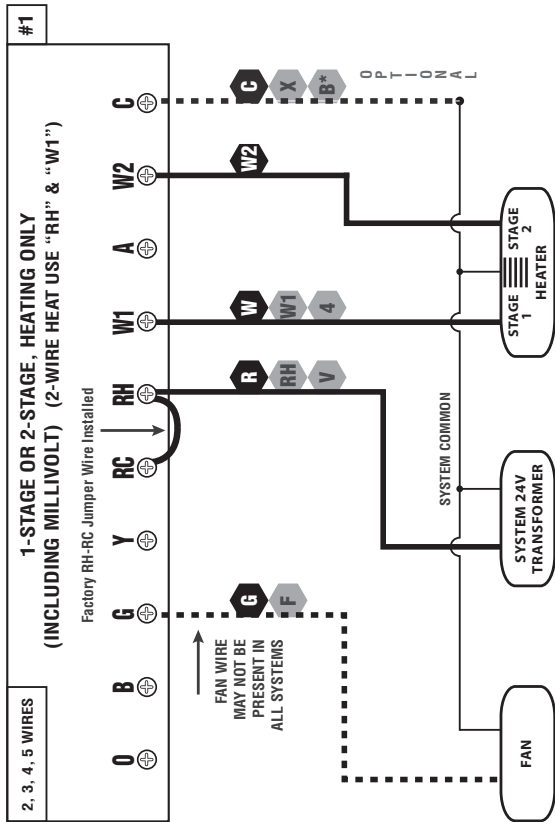 2, 3, 4, 5 WIRES
#1
1-STAGE OR 2-STAGE, HEATING ONLY
(INCLUDING MILLIVOLT) (2-WIRE HEAT USE “RH” & “W1”)
Factory RH-RC Jumper Wire Installed
O B G Y RC RH W1 A W2 C
FAN WIRE
MAY NOT BE
PRESENT IN
ALL SYSTEMS
G
F
R
RH
V
W
W1
4
W2
C
X
B*
OPTIONAL
SYSTEM COMMON
FAN
SYSTEM 24V
TRANSFORMER
STAGE
1
STAGE
2
HEATER